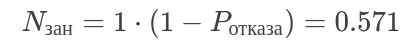 N_зан = 1 · (1 − P_отказа) = 0.571